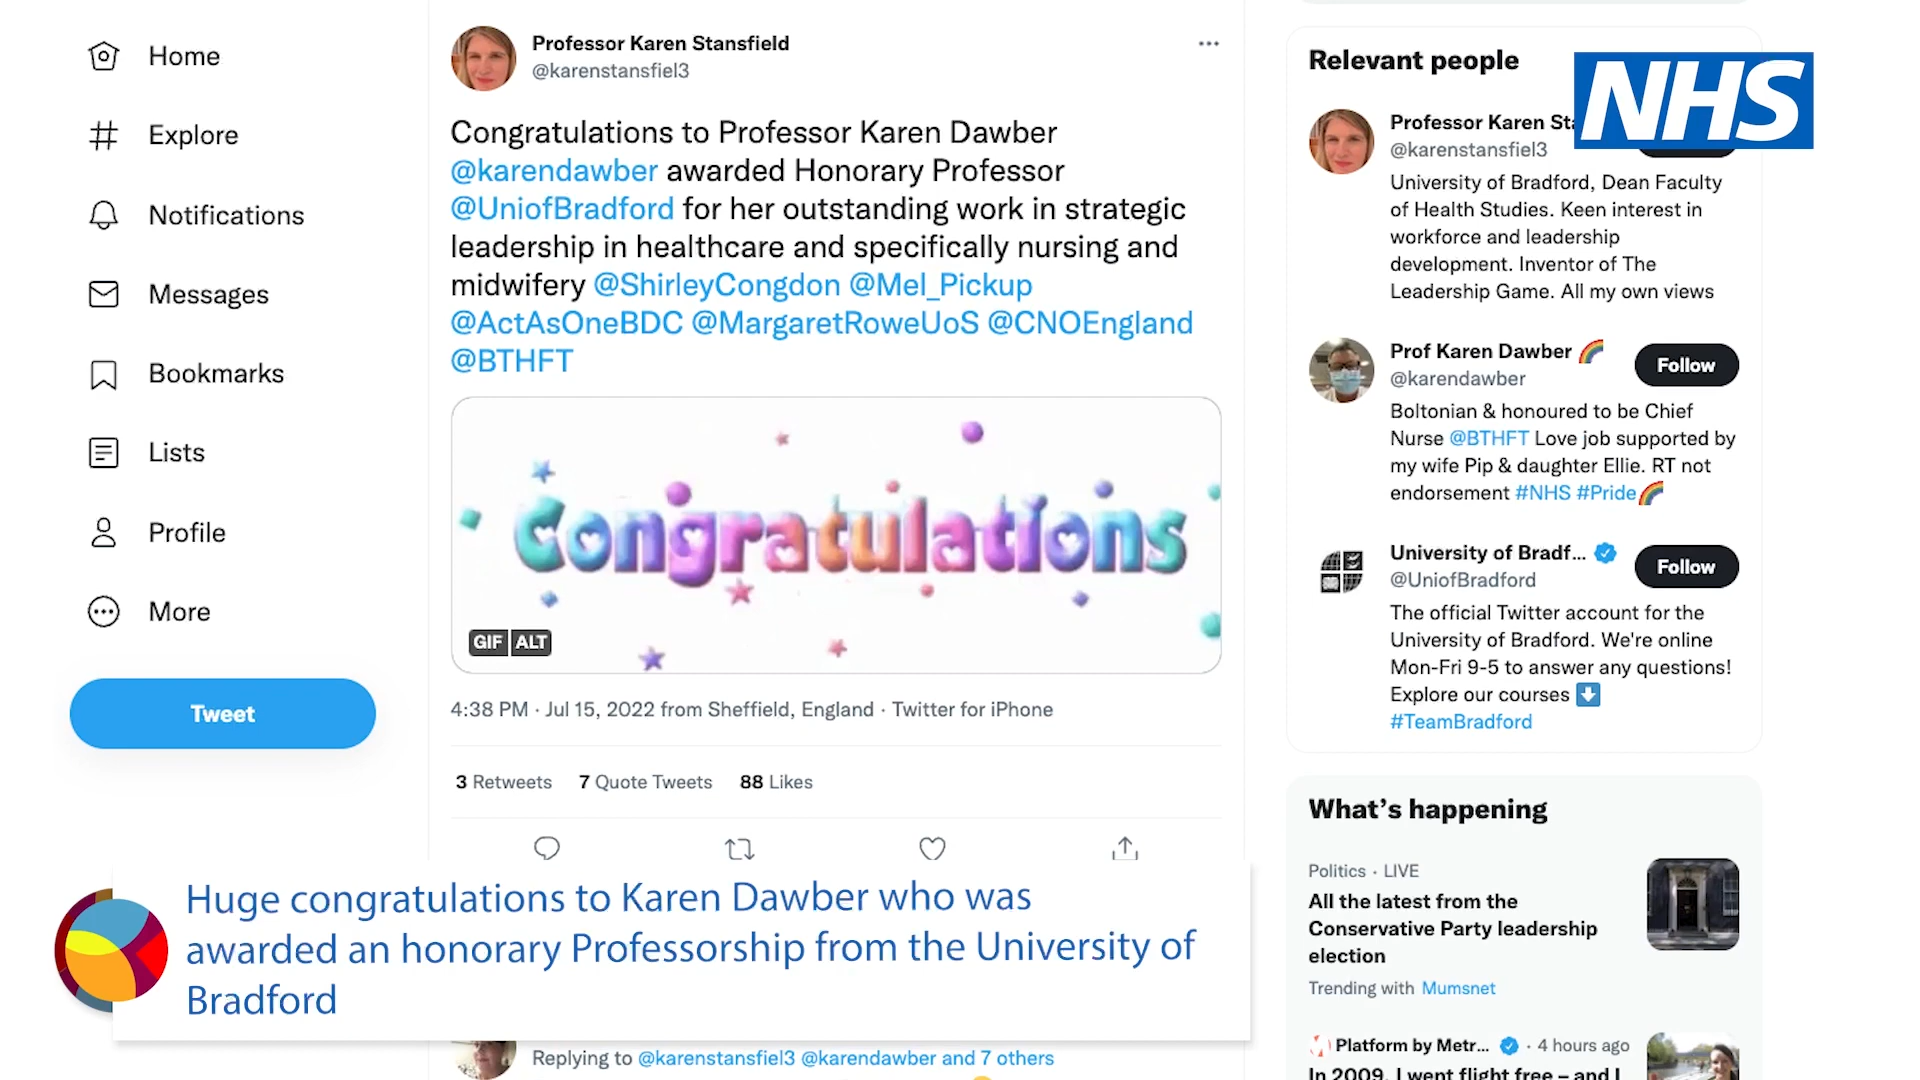 Home
Explore
Notifications
Messages
Bookmarks
Lists
Profile
More
Tweet
Professor Karen Stansfield
@karenstansfiel3
Congratulations to Professor Karen Dawber
@karendawber awarded Honorary Professor
@UniofBradford for her outstanding work in strategic
leadership in healthcare and specifically nursing and
midwifery @ShirleyCongdon @Mel_Pickup
@ActAsOneBDC @MargaretRoweUoS @CNOEngland
@BTHFT
Congratulations
GIF ALT
4:38 PM · Jul 15, 2022 from Sheffield, England · Twitter for iPhone
3 Retweets 7 Quote Tweets 88 Likes
Huge congratulations to Karen Dawber who was
awarded an honorary Professorship from the University of
Bradford
Replying to @karenstansfiel3 @karendawber and 7 others
Relevant people
NHS
Professor Karen
@karenstansfiel3
University of Bradford, Dean Faculty
of Health Studies. Keen interest in
workforce and leadership
development. Inventor of The
Leadership Game. All my own views
Prof Karen Dawber 🌈
@karendawber
Follow
Boltonian & honoured to be Chief
Nurse @BTHFT Love job supported by
my wife Pip & daughter Ellie. RT not
endorsement #NHS #Pride🌈
University of Bradf...
@UniofBradford
Follow
The official Twitter account for the
University of Bradford. We're online
Mon-Fri 9-5 to answer any questions!
Explore our courses ⬇️
#TeamBradford
What's happening
Politics · LIVE
All the latest from the
Conservative Party leadership
election
Trending with Mumsnet
Platform by Metr... · 4 hours ago
In 2009, I went flight free – and I